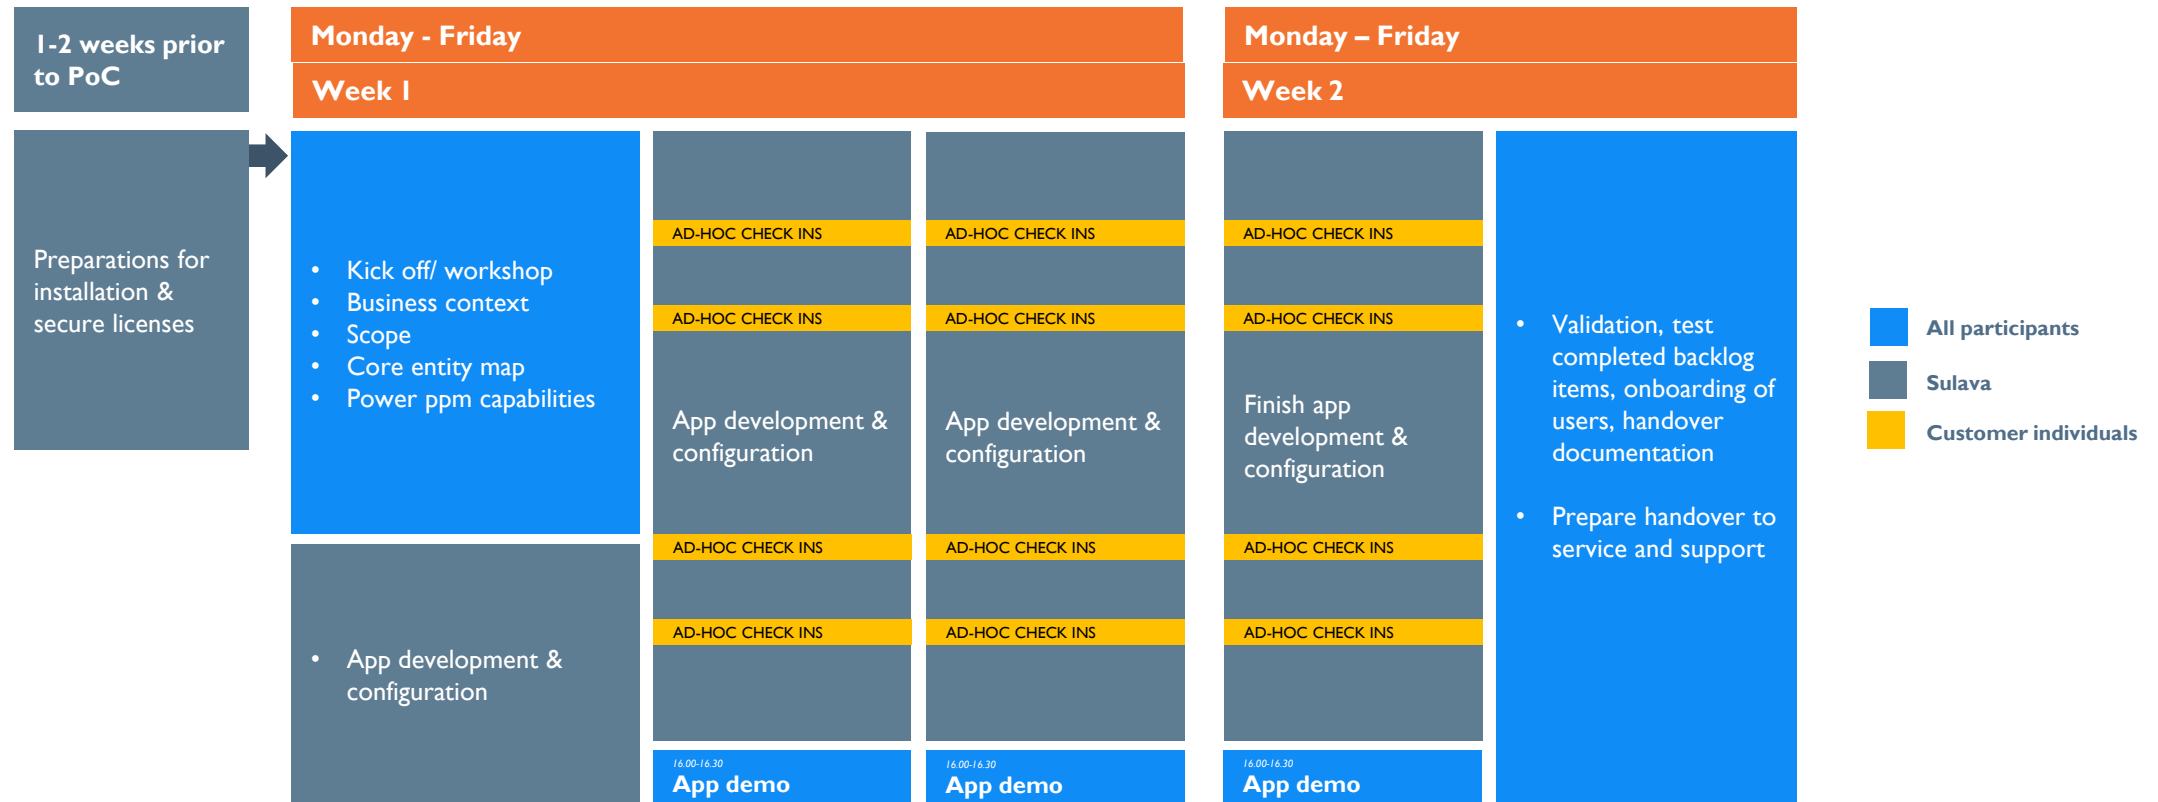 1-2 weeks prior
to PoC
Monday - Friday
Week 1
Monday – Friday
Week 2
Preparations for
installation &
secure licenses
• Kick off/ workshop
• Business context
• Scope
• Core entity map
• Power ppm capabilities
• App development &
configuration
AD-HOC CHECK INS
AD-HOC CHECK INS
App development &
configuration
AD-HOC CHECK INS
AD-HOC CHECK INS
16.00-16.30
App demo
AD-HOC CHECK INS
AD-HOC CHECK INS
App development &
configuration
AD-HOC CHECK INS
AD-HOC CHECK INS
16.00-16.30
App demo
AD-HOC CHECK INS
AD-HOC CHECK INS
Finish app
development &
configuration
AD-HOC CHECK INS
AD-HOC CHECK INS
16.00-16.30
App demo
• Validation, test
completed backlog
items, onboarding of
users, handover
documentation
• Prepare handover to
service and support
All participants
Sulava
Customer individuals